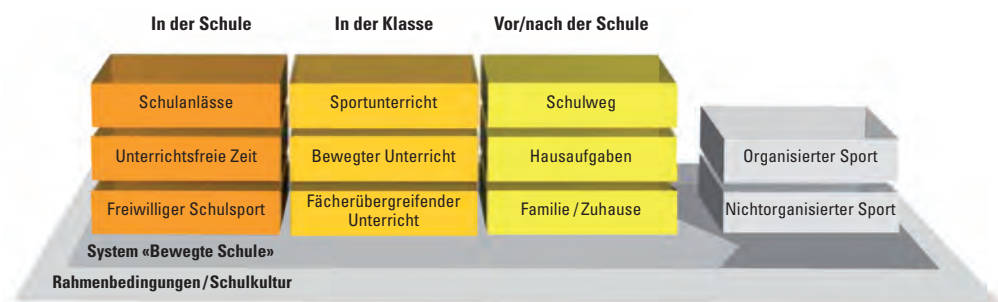 In der Schule
In der Klasse
Vor/nach der Schule
Schulanlässe
Sportunterricht
Schulweg
Unterrichtsfreie Zeit
Bewegter Unterricht
Hausaufgaben
Organisierter Sport
Freiwilliger Schulsport
Fächerübergreifender
Unterricht
Familie / Zuhause
Nichtorganisierter Sport
System «Bewegte Schule»
Rahmenbedingungen / Schulkultur